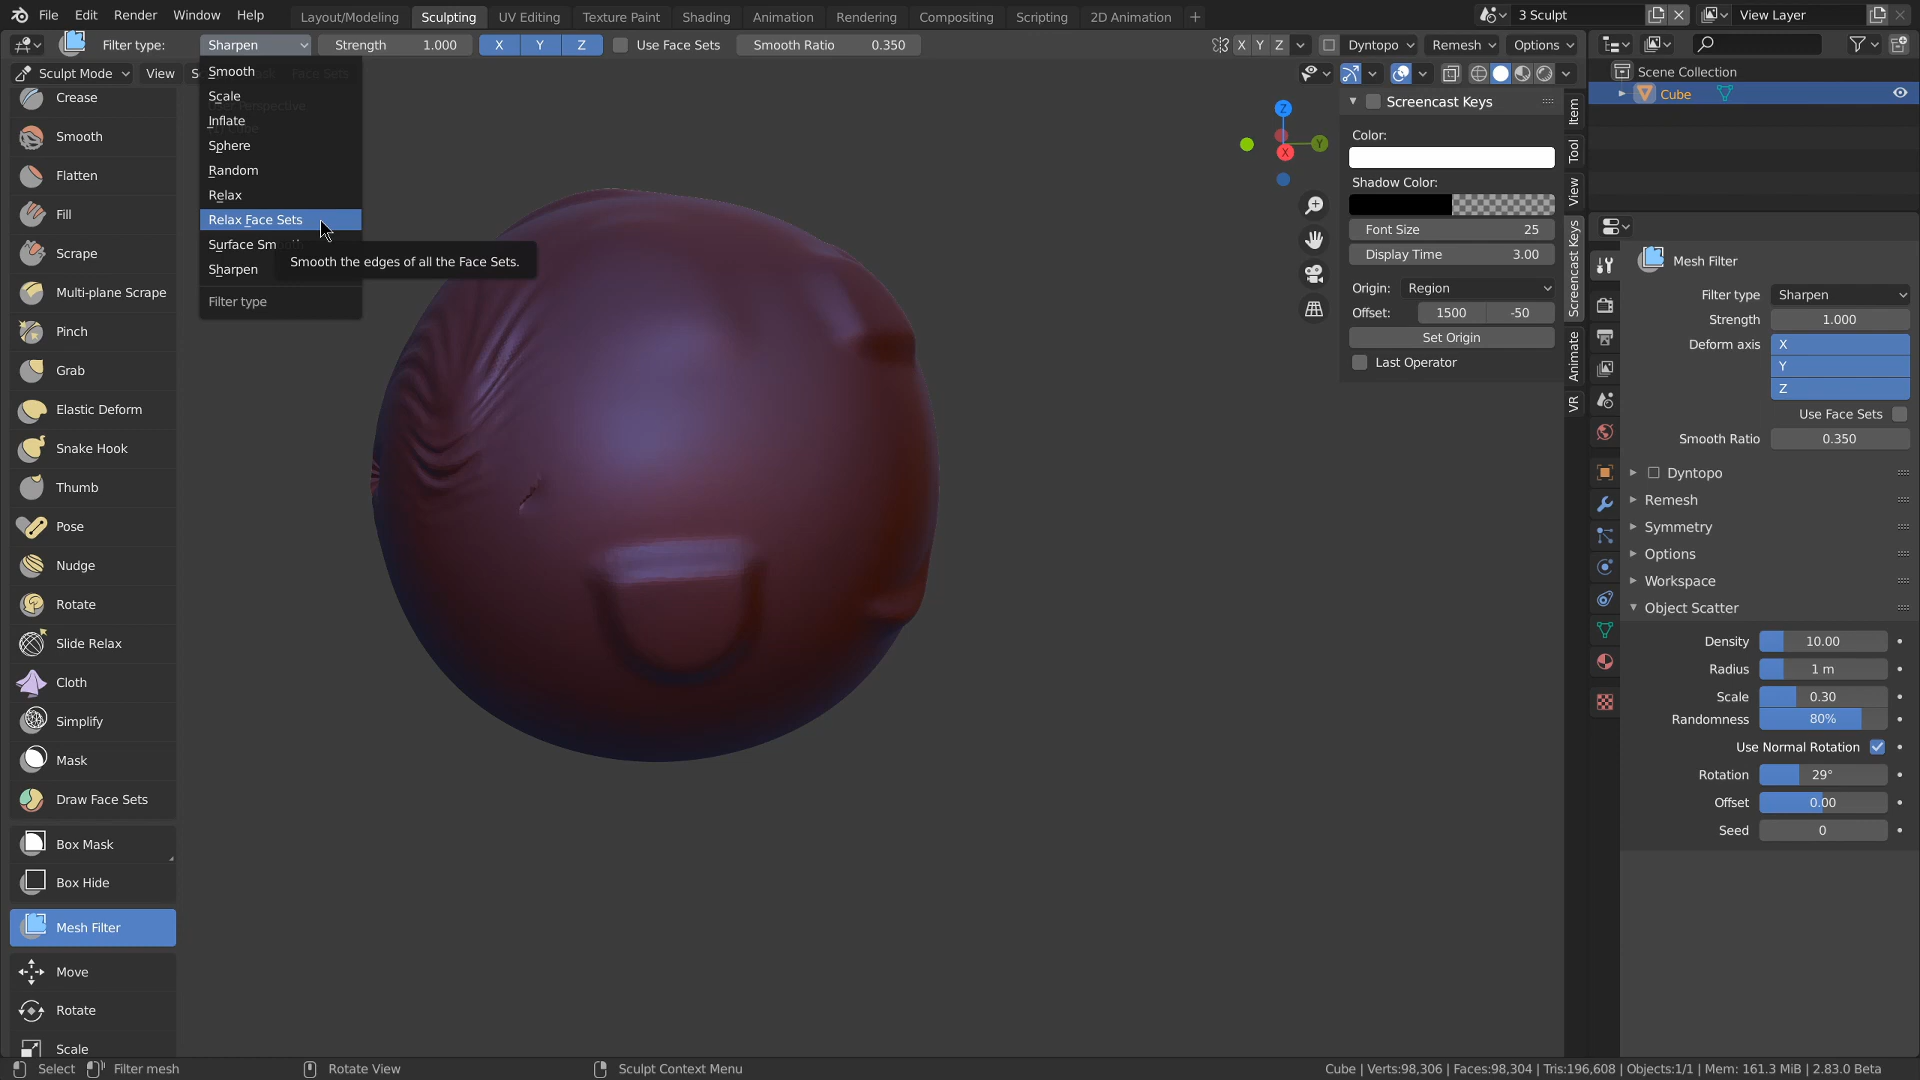 File Edit Render Window Help Layout/Modeling Sculpting UV Editing Texture Paint Shading Animation Rendering Compositing Scripting 2D Animation + 3 Sculpt View Layer
Filter type: Sharpen Strength 1.000 X Y Z Use Face Sets Smooth Ratio 0.350 X Y Z Dyntopo Remesh Options
Sculpt Mode View Face Sets
Smooth
Scale
Inflate
Sphere
Random
Relax
Relax Face Sets
Surface Sm
Sharpen
Filter type
Smooth the edges of all the Face Sets.
Crease
Smooth
Flatten
Fill
Scrape
Multi-plane Scrape
Pinch
Grab
Elastic Deform
Snake Hook
Thumb
Pose
Nudge
Rotate
Slide Relax
Cloth
Simplify
Mask
Draw Face Sets
Box Mask
Box Hide
Mesh Filter
Move
Rotate
Scale
Z
Y
X
Screencast Keys
Color:
Shadow Color:
Font Size 25
Display Time 3.00
Origin: Region
Offset: 1500 -50
Set Origin
Last Operator
Item
Tool
View
Screencast Keys
Animate
VR
Scene Collection
Cube
Mesh Filter
Filter type Sharpen
Strength 1.000
Deform axis X
Y
Z
Use Face Sets
Smooth Ratio 0.350
Dyntopo
Remesh
Symmetry
Options
Workspace
Object Scatter
Density 10.00
Radius 1 m
Scale 0.30
Randomness 80%
Use Normal Rotation
Rotation 29°
Offset 0.00
Seed 0
Select Filter mesh Rotate View Sculpt Context Menu Cube | Verts:98,306 | Faces:98,304 | Tris:196,608 | Objects:1/1 | Mem: 161.3 MiB | 2.83.0 Beta